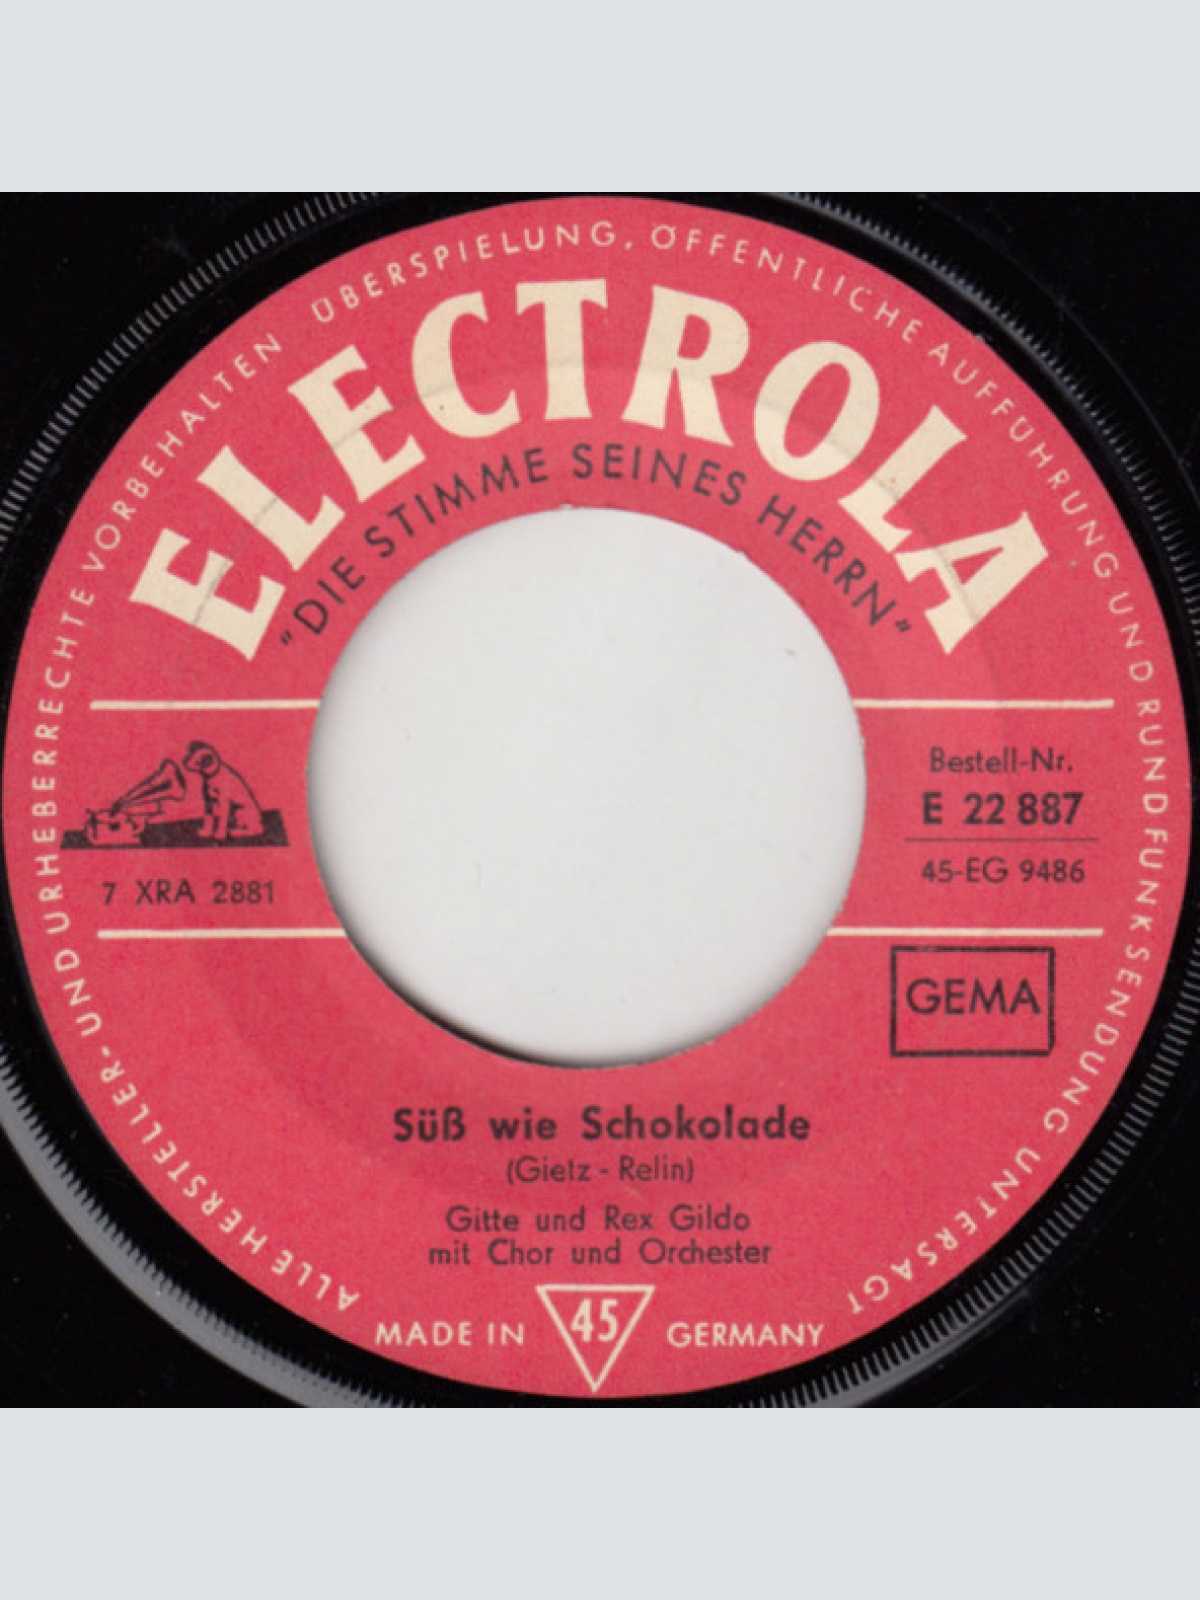 ALLE HERSTELLER- UND URHEBERRECHTE VORBEHALTEN ÜBERSPIELUNG, ÖFFENTLICHE AUFFÜHRUNG UND RUNDFUNKSENDUNG UNTERSAGT
ELECTROLA
"DIE STIMME SEINES HERRN"
7 XRA 2881
Bestell-Nr.
E 22 887
45-EG 9486
GEMA
Süß wie Schokolade
(Gietz - Relin)
Gitte und Rex Gildo
mit Chor und Orchester
MADE IN 45 GERMANY